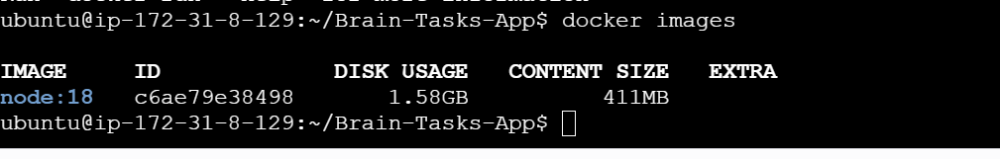 ubuntu@ip-172-31-8-129:~/Brain-Tasks-App$ docker images
IMAGE ID DISK USAGE CONTENT SIZE EXTRA
node:18 c6ae79e38498 1.58GB 411MB
ubuntu@ip-172-31-8-129:~/Brain-Tasks-App$